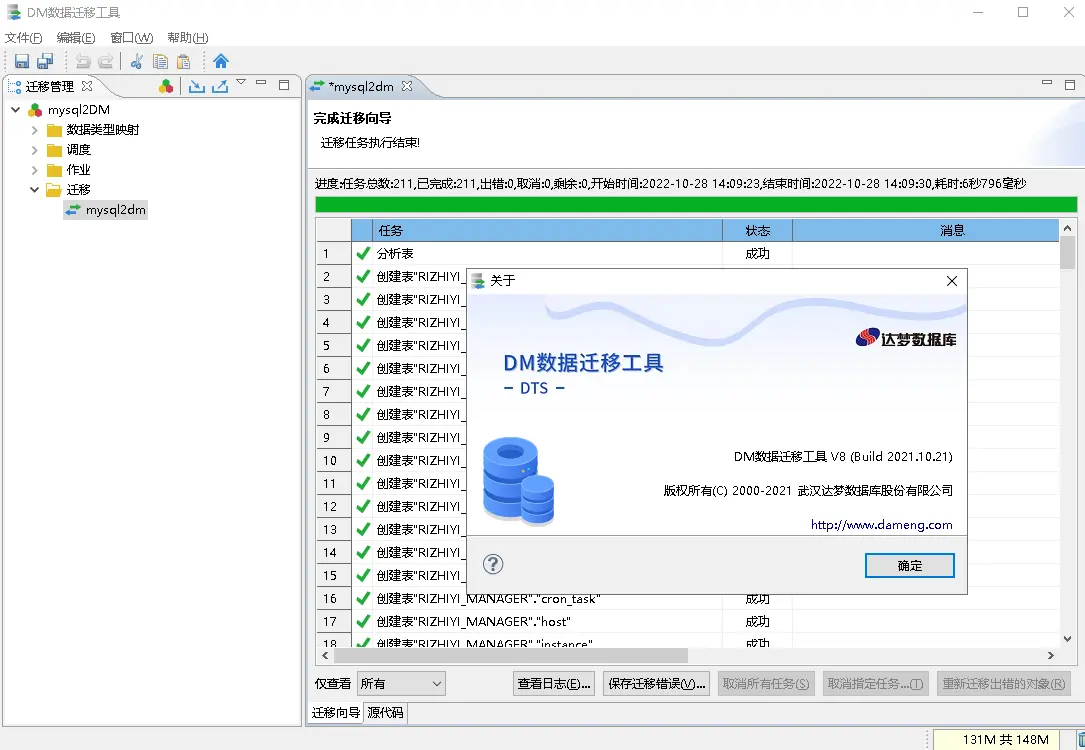 DM数据迁移工具
文件(F) 编辑(E) 窗口(W) 帮助(H)
迁移管理
*mysql2dm
mysql2DM
数据类型映射
调度
作业
迁移
mysql2dm
完成迁移向导
迁移任务执行结束!
进度:任务总数:211,已完成:211,出错:0,取消:0,剩余:0,开始时间:2022-10-28 14:09:23,结束时间:2022-10-28 14:09:30,耗时:6秒796毫秒
任务 状态 消息
1 分析表 成功
2 创建表"RIZHIYI_
3 创建表"RIZHIYI_
4 创建表"RIZHIYI_
5 创建表"RIZHIYI_
6 创建表"RIZHIYI_
7 创建表"RIZHIYI_
8 创建表"RIZHIYI_
9 创建表"RIZHIYI_
10 创建表"RIZHIYI_
11 创建表"RIZHIYI_
12 创建表"RIZHIYI_
13 创建表"RIZHIYI_
14 创建表"RIZHIYI_
15 创建表"RIZHIYI_
16 创建表"RIZHIYI_MANAGER"."cron_task" 成功
17 创建表"RIZHIYI_MANAGER"."host" 成功
18 创建表"RIZHIYI_MANAGER"."instance" 成功
关于
达梦数据库
DM数据迁移工具
- DTS -
DM数据迁移工具 V8 (Build 2021.10.21)
版权所有(C) 2000-2021 武汉达梦数据库股份有限公司
http://www.dameng.com
?
确定
仅查看 所有 查看日志(E)... 保存迁移错误(V)... 取消所有任务(S) 取消指定任务...(T) 重新迁移出错的对象(R)
迁移向导 源代码
131M 共 148M